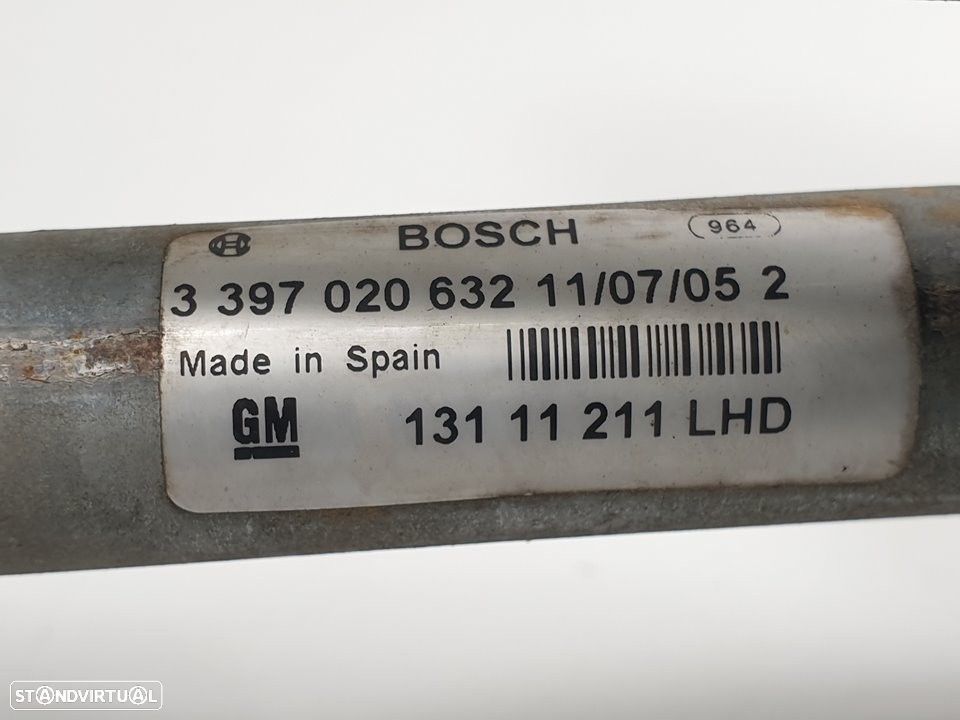 BOSCH 964
3 397 020 632 11/07/05 2
Made in Spain
GM 131 11 211 LHD
STANDVIRTUAL